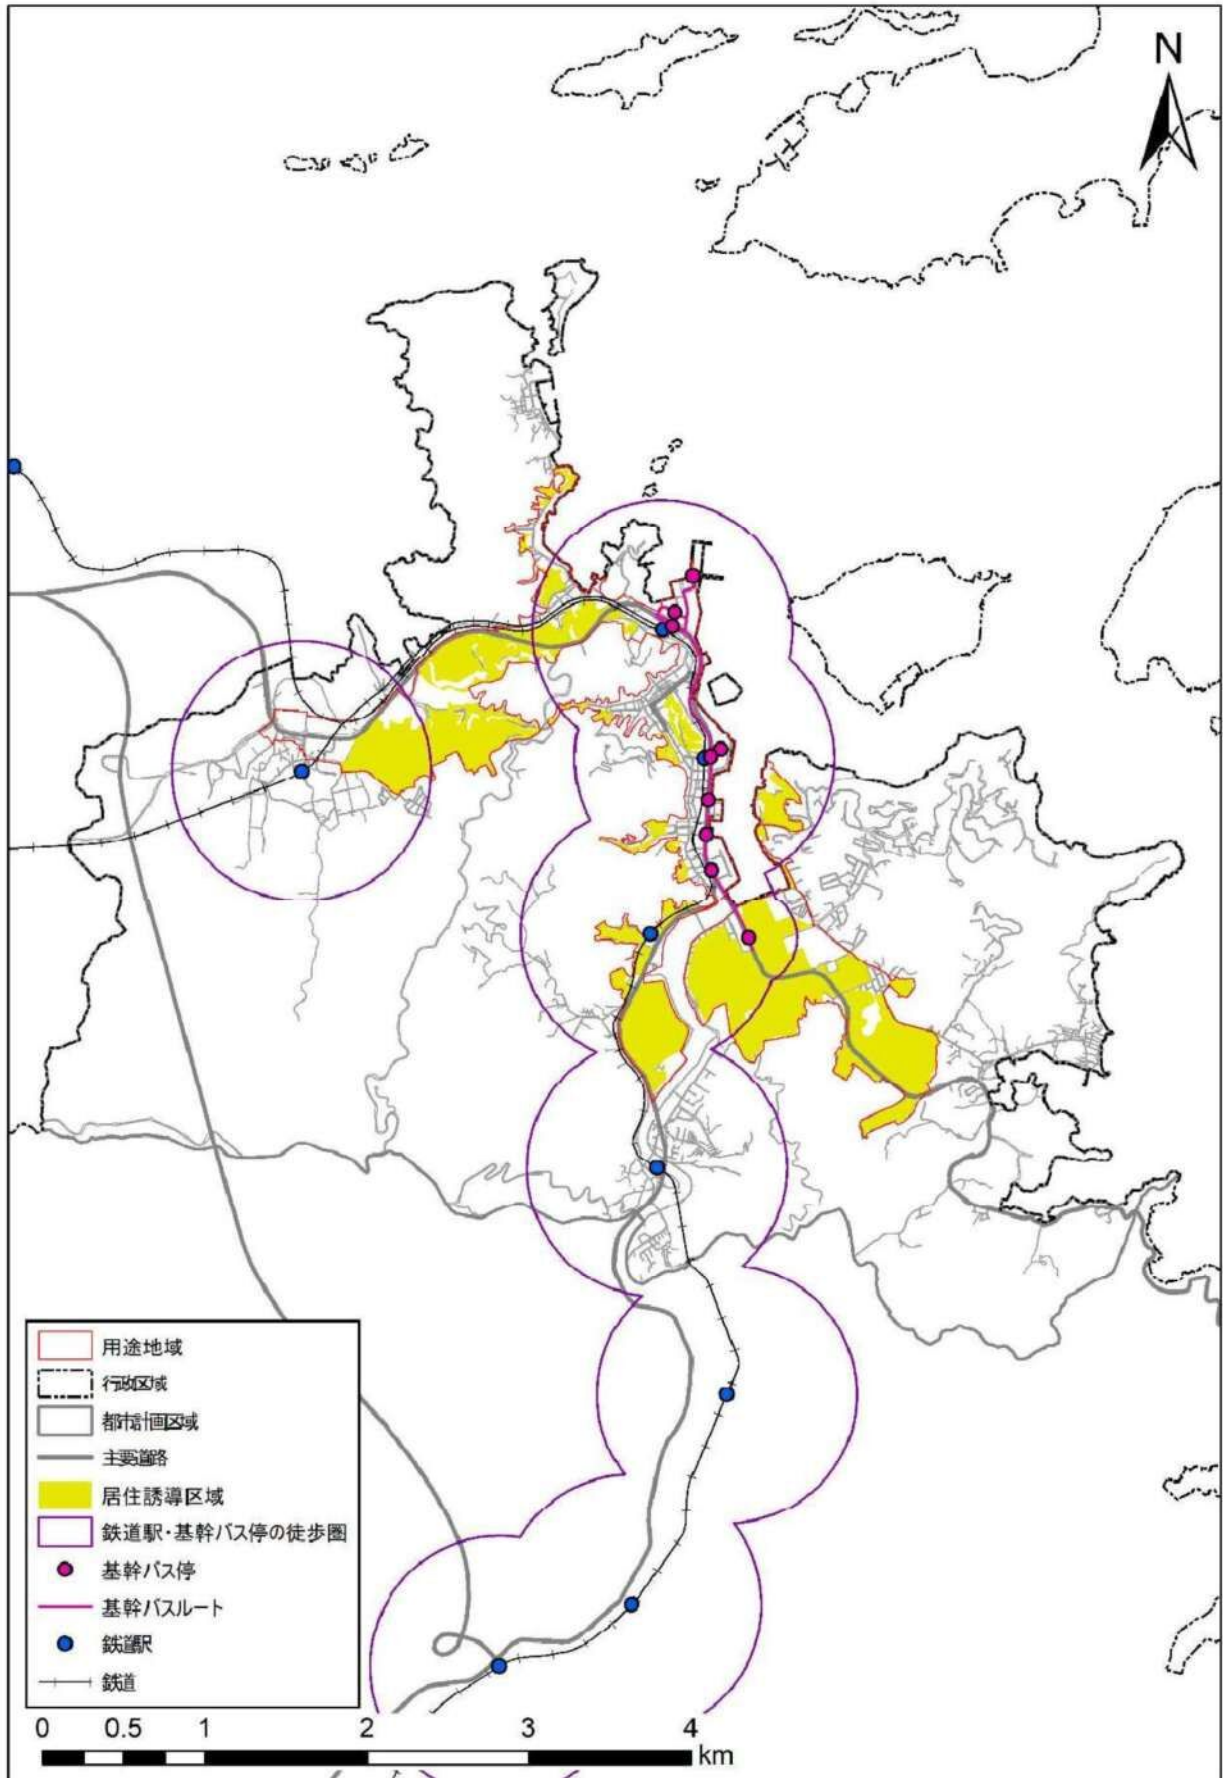 N
用途地域
行政区域
都市計画区域
主要道路
居住誘導区域
鉄道駅・基幹バス停の徒歩圏
基幹バス停
基幹バスルート
鉄道駅
鉄道
0 0.5 1 2 3 4 km